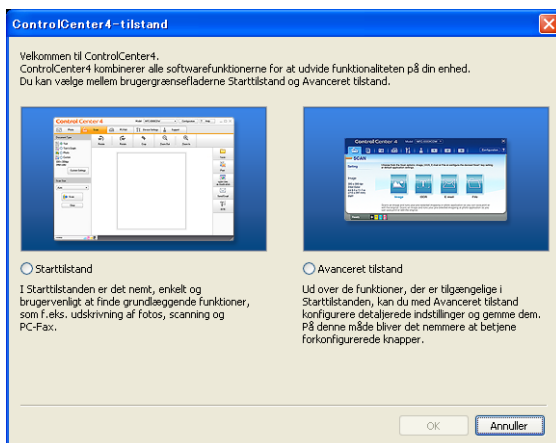 ControlCenter4-tilstand
Velkommen til ControlCenter4.
ControlCenter4 kombinerer alle softwarefunktionerne for at udvide funktionaliteten på din enhed.
Du kan vælge mellem brugergrænsefladerne Starttilstand og Avanceret tilstand.
Control Center 4
Control Center 4
SCAN
Starttilstand
I Starttilstanden er det nemt, enkelt og
brugervenligt at finde grundlæggende funktioner,
som f.eks. udskrivning af fotos, scanning og
PC-Fax.
Avanceret tilstand
Ud over de funktioner, der er tilgængelige i
Starttilstanden, kan du med Avanceret tilstand
konfigurere detaljerede indstillinger og gemme dem.
På denne måde bliver det nemmere at betjene
forkonfigurerede knapper.
OK
Annuller